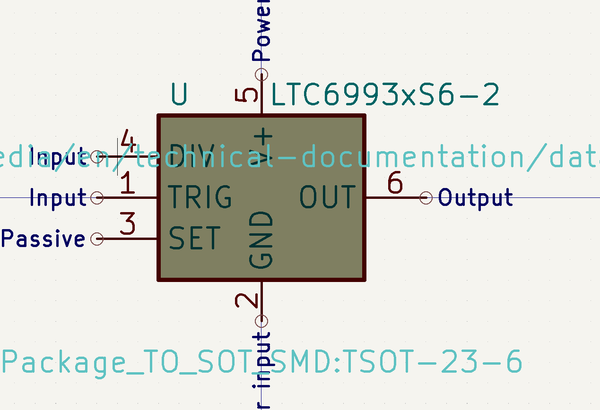 Power
5
U LTC6993xS6-2
V+
Input 4 DIV
edia/en/technical-documentation/data
Input 1 TRIG OUT 6 Output
Passive 3 SET
GND
2
r input
Package_TO_SOT_SMD:TSOT-23-6